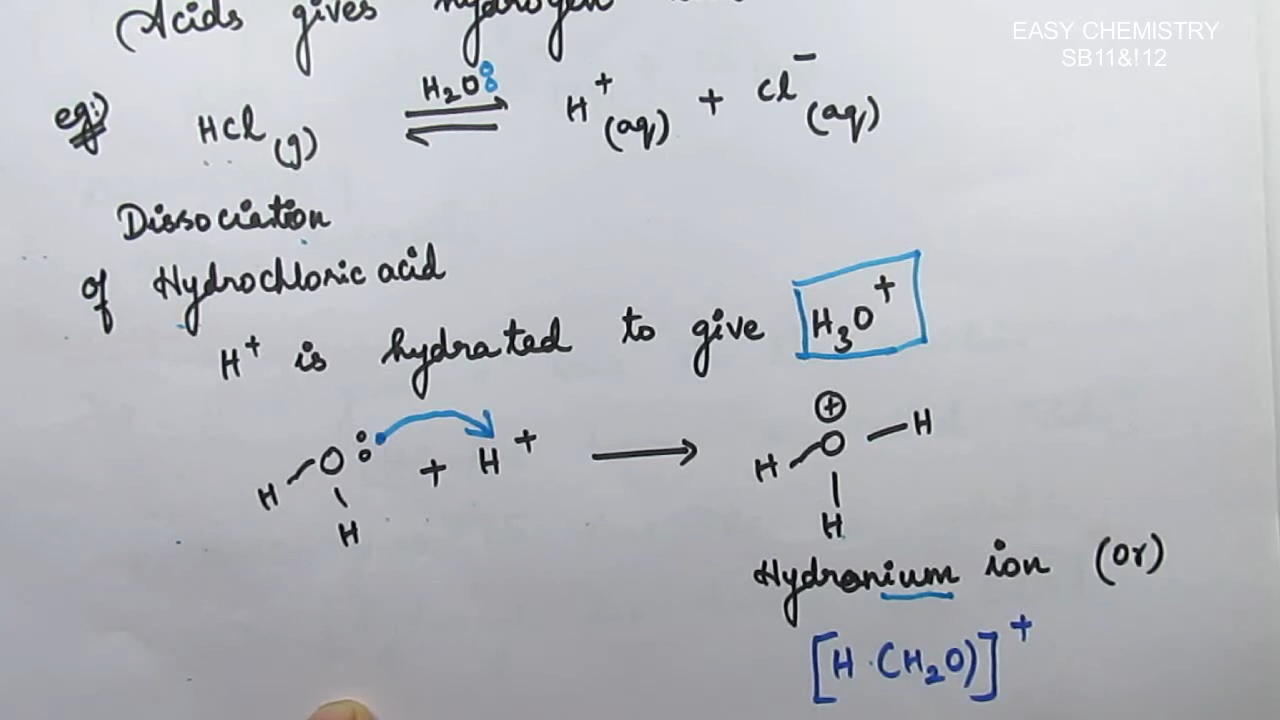 EASY CHEMISTRY
SB11&!12
(Acids gives hydrogen
eg:) HCl (g) ⇌ H₂O: H⁺ (aq) + Cl⁻ (aq)
Dissociation
of Hydrochloric acid
H⁺ is hydrated to give H₃O⁺
H O : H + H⁺ → H O⊕ H H
Hydronium ion (or)
[H·(H₂O)]⁺